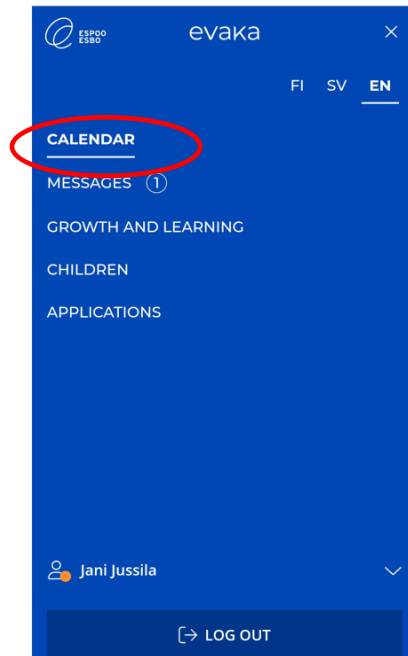 ESPOO
ESBO
evaka
FI SV EN
CALENDAR
MESSAGES 1
GROWTH AND LEARNING
CHILDREN
APPLICATIONS
Jani Jussila
LOG OUT